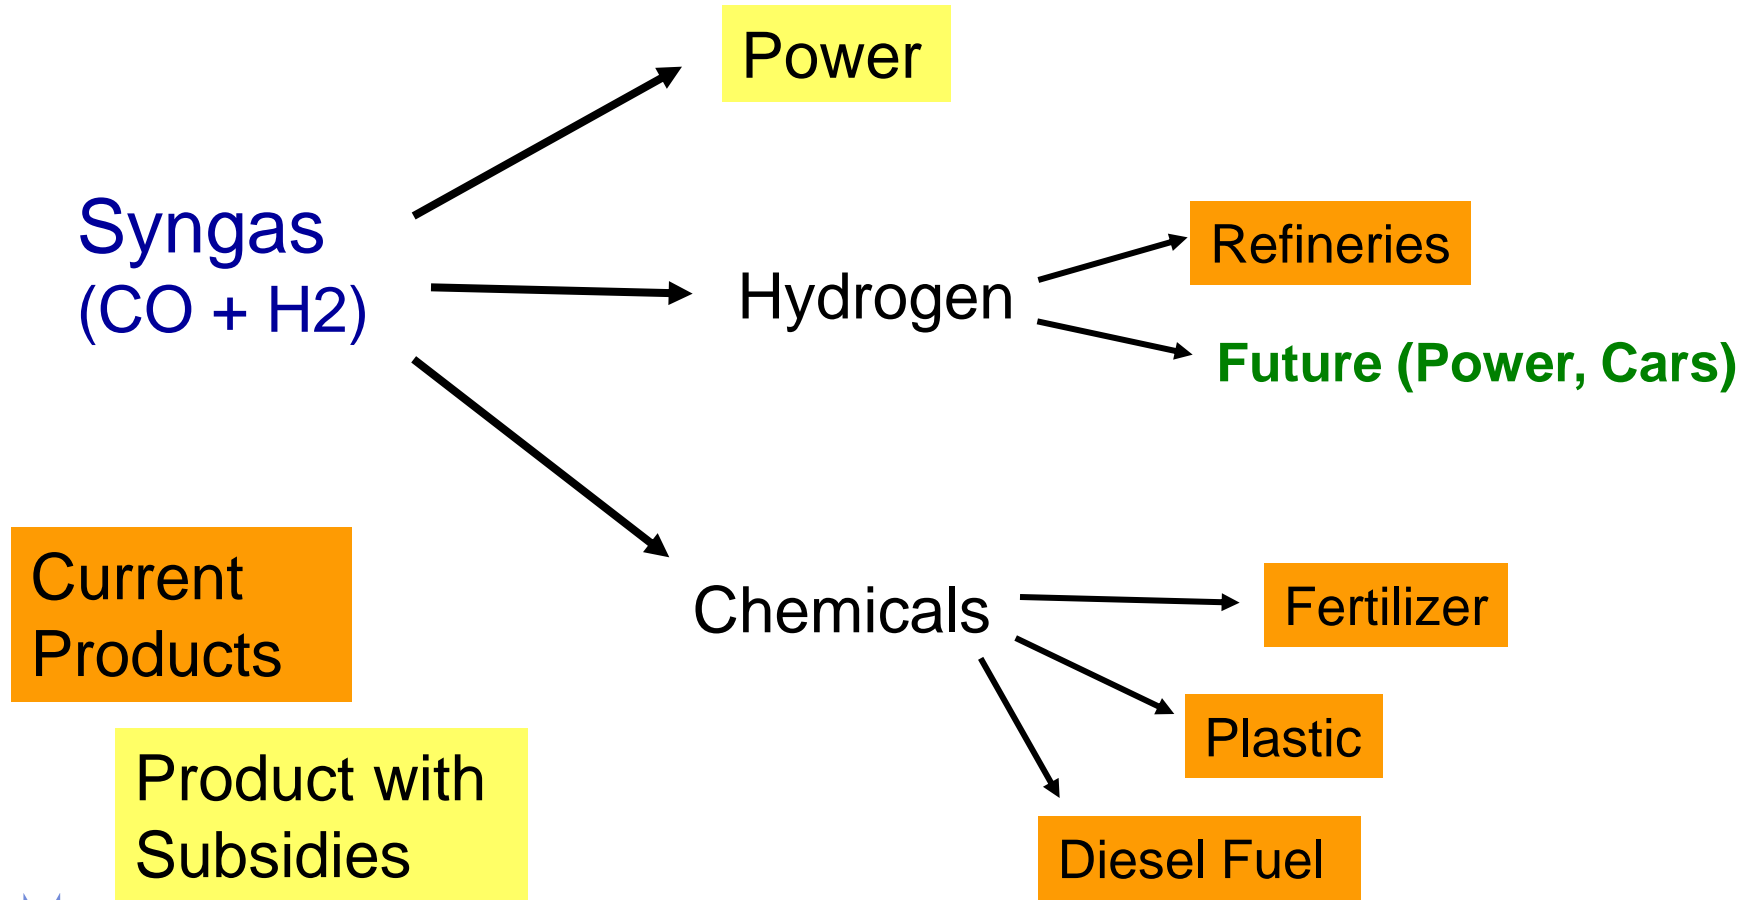 Power
Syngas
(CO + H2)
Hydrogen
Refineries
Future (Power, Cars)
Current
Products
Chemicals
Fertilizer
Plastic
Product with
Subsidies
Diesel Fuel